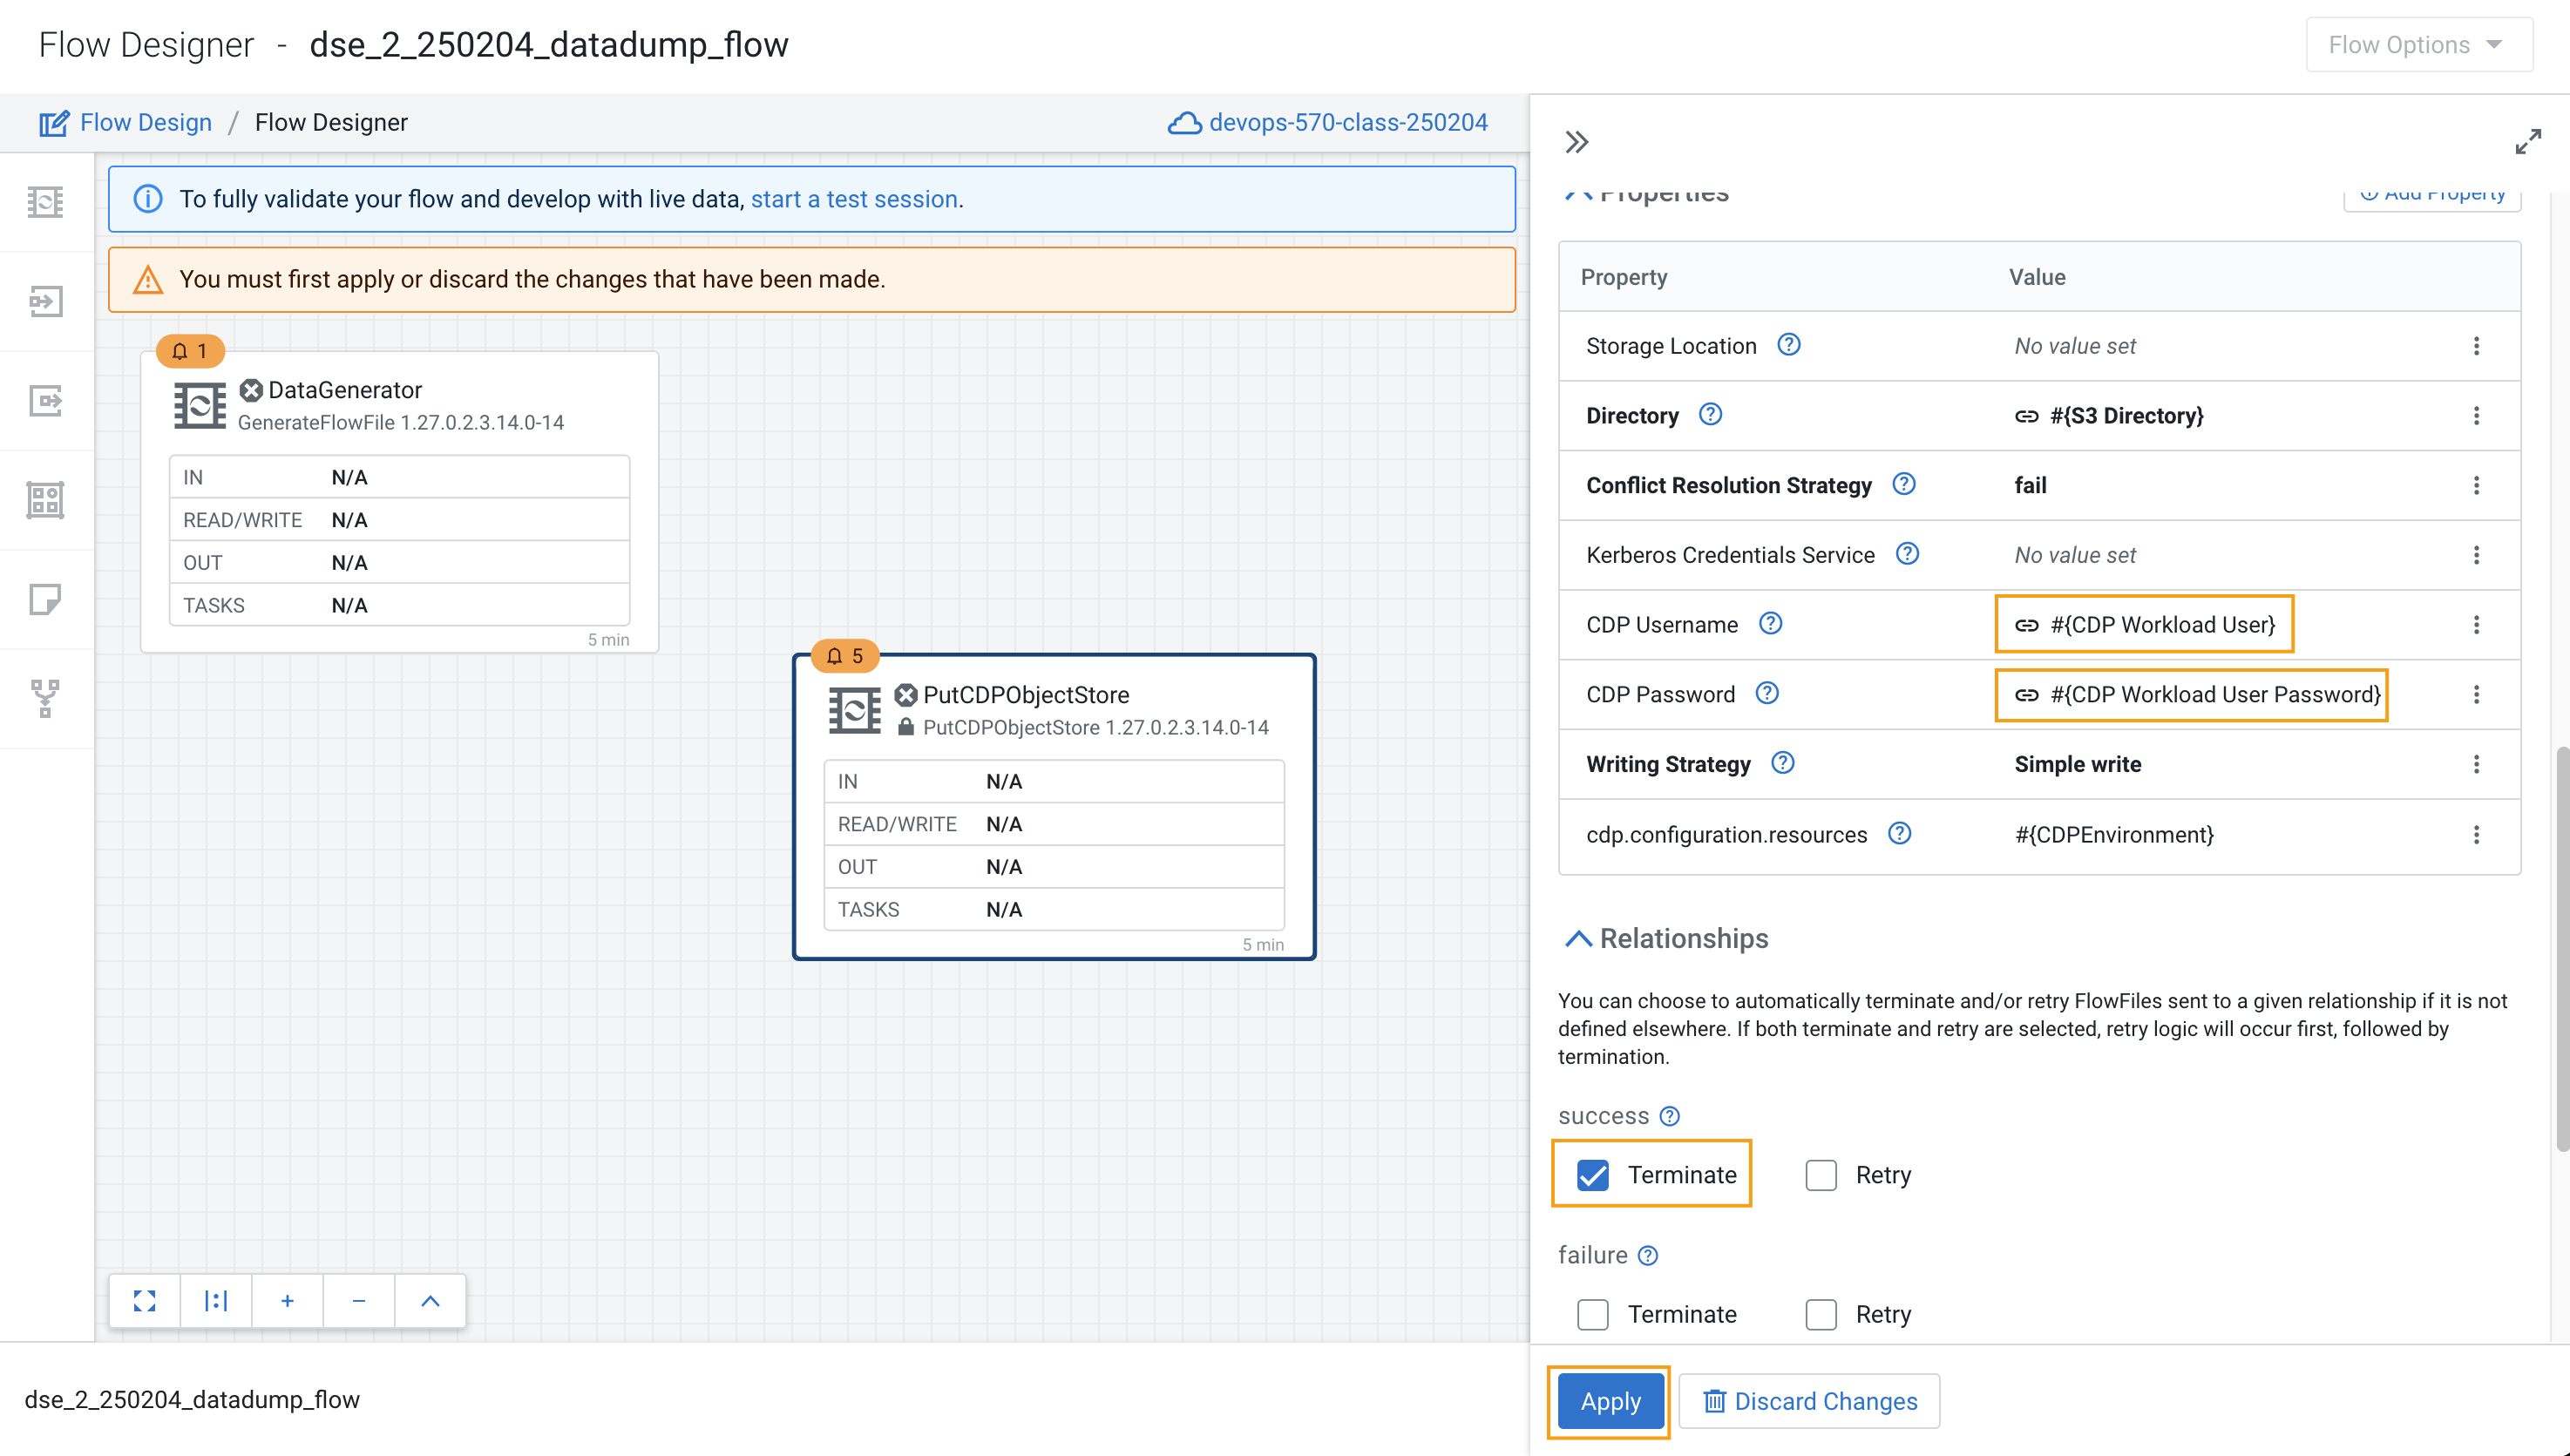 Flow Designer - dse_2_250204_datadump_flow
Flow Options
Flow Design / Flow Designer
devops-570-class-250204
To fully validate your flow and develop with live data, start a test session.
You must first apply or discard the changes that have been made.
1
DataGenerator
GenerateFlowFile 1.27.0.2.3.14.0-14
IN N/A
READ/WRITE N/A
OUT N/A
TASKS N/A
5 min
5
PutCDPObjectStore
PutCDPObjectStore 1.27.0.2.3.14.0-14
IN N/A
READ/WRITE N/A
OUT N/A
TASKS N/A
5 min
dse_2_250204_datadump_flow
Properties
Add Property
Property Value
Storage Location No value set
Directory #{S3 Directory}
Conflict Resolution Strategy fail
Kerberos Credentials Service No value set
CDP Username #{CDP Workload User}
CDP Password #{CDP Workload User Password}
Writing Strategy Simple write
cdp.configuration.resources #{CDPEnvironment}
Relationships
You can choose to automatically terminate and/or retry FlowFiles sent to a given relationship if it is not
defined elsewhere. If both terminate and retry are selected, retry logic will occur first, followed by
termination.
success
Terminate Retry
failure
Terminate Retry
Apply Discard Changes